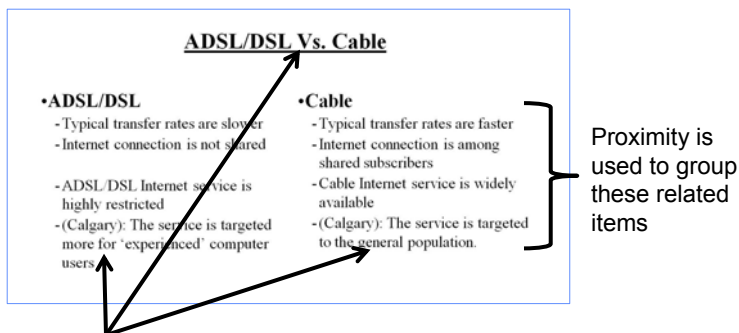 ADSL/DSL Vs. Cable
•ADSL/DSL
-Typical transfer rates are slower
-Internet connection is not shared
-ADSL/DSL Internet service is
highly restricted
-(Calgary): The service is targeted
more for ‘experienced’ computer
users
•Cable
-Typical transfer rates are faster
-Internet connection is among
shared subscribers
-Cable Internet service is widely
available
-(Calgary): The service is targeted
to the general population.
Proximity is
used to group
these related
items